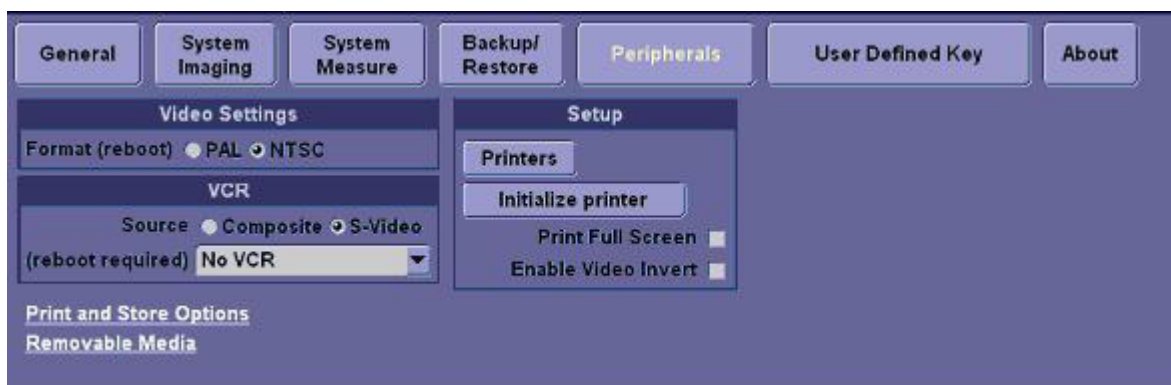 General
System
Imaging
System
Measure
Backup/
Restore
Peripherals
User Defined Key
About
Video Settings
Format (reboot) PAL NTSC
VCR
Source Composite S-Video
(reboot required) No VCR
Setup
Printers
Initialize printer
Print Full Screen
Enable Video Invert
Print and Store Options
Removable Media